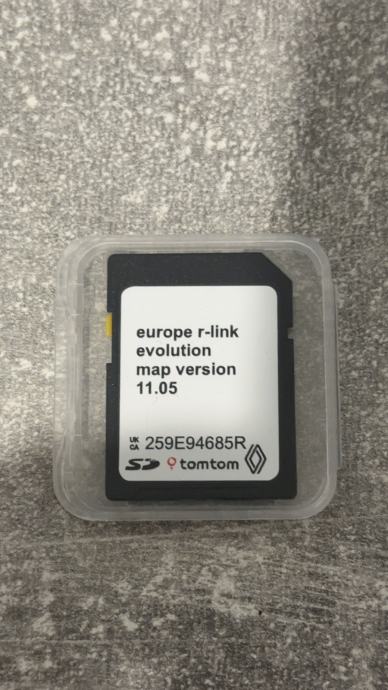 europe r-link
evolution
map version
11.05
UK
CA
259E94685R
SD tomtom